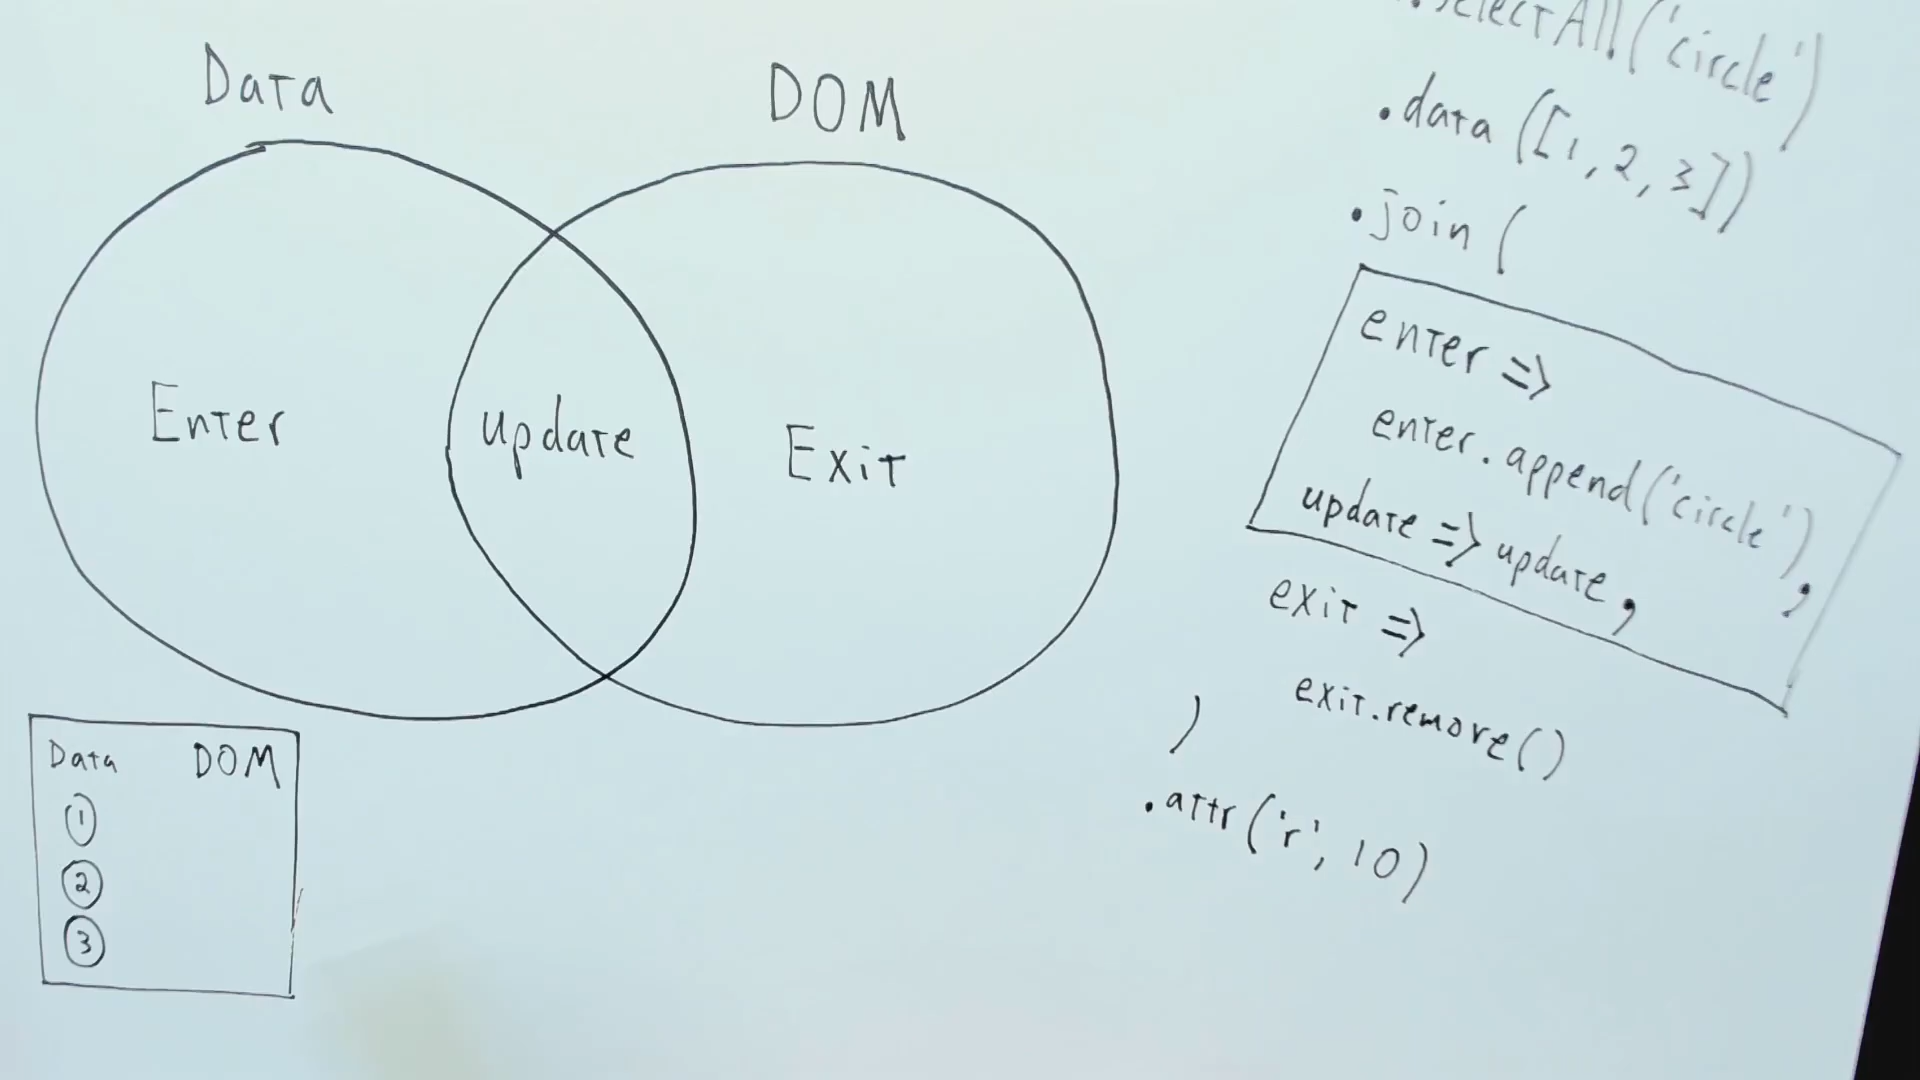 Data
DOM
Enter
update
Exit
Data DOM
1
2
3
.selectAll('circle')
.data([1,2,3])
.join(
enter =>
enter.append('circle'),
update => update,
exit =>
exit.remove()
)
.attr('r', 10)